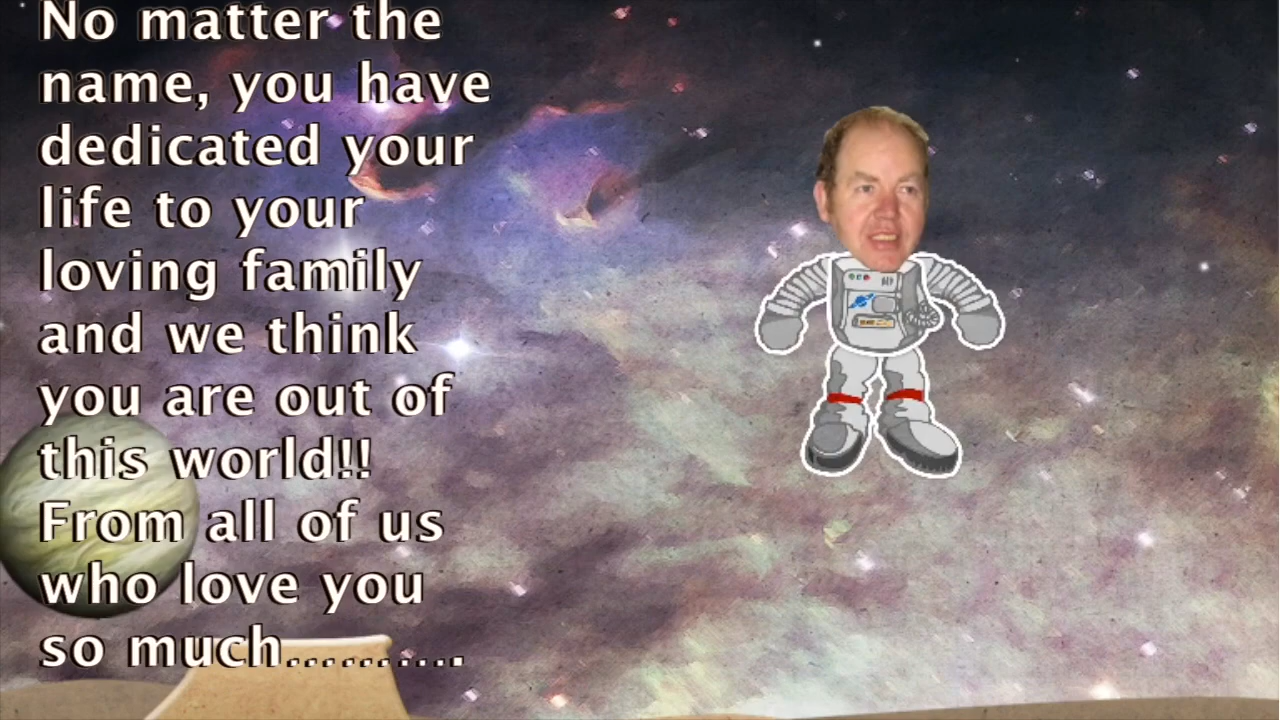 No matter the
name, you have
dedicated your
life to your
loving family
and we think
you are out of
this world!!
From all of us
who love you
so much..........